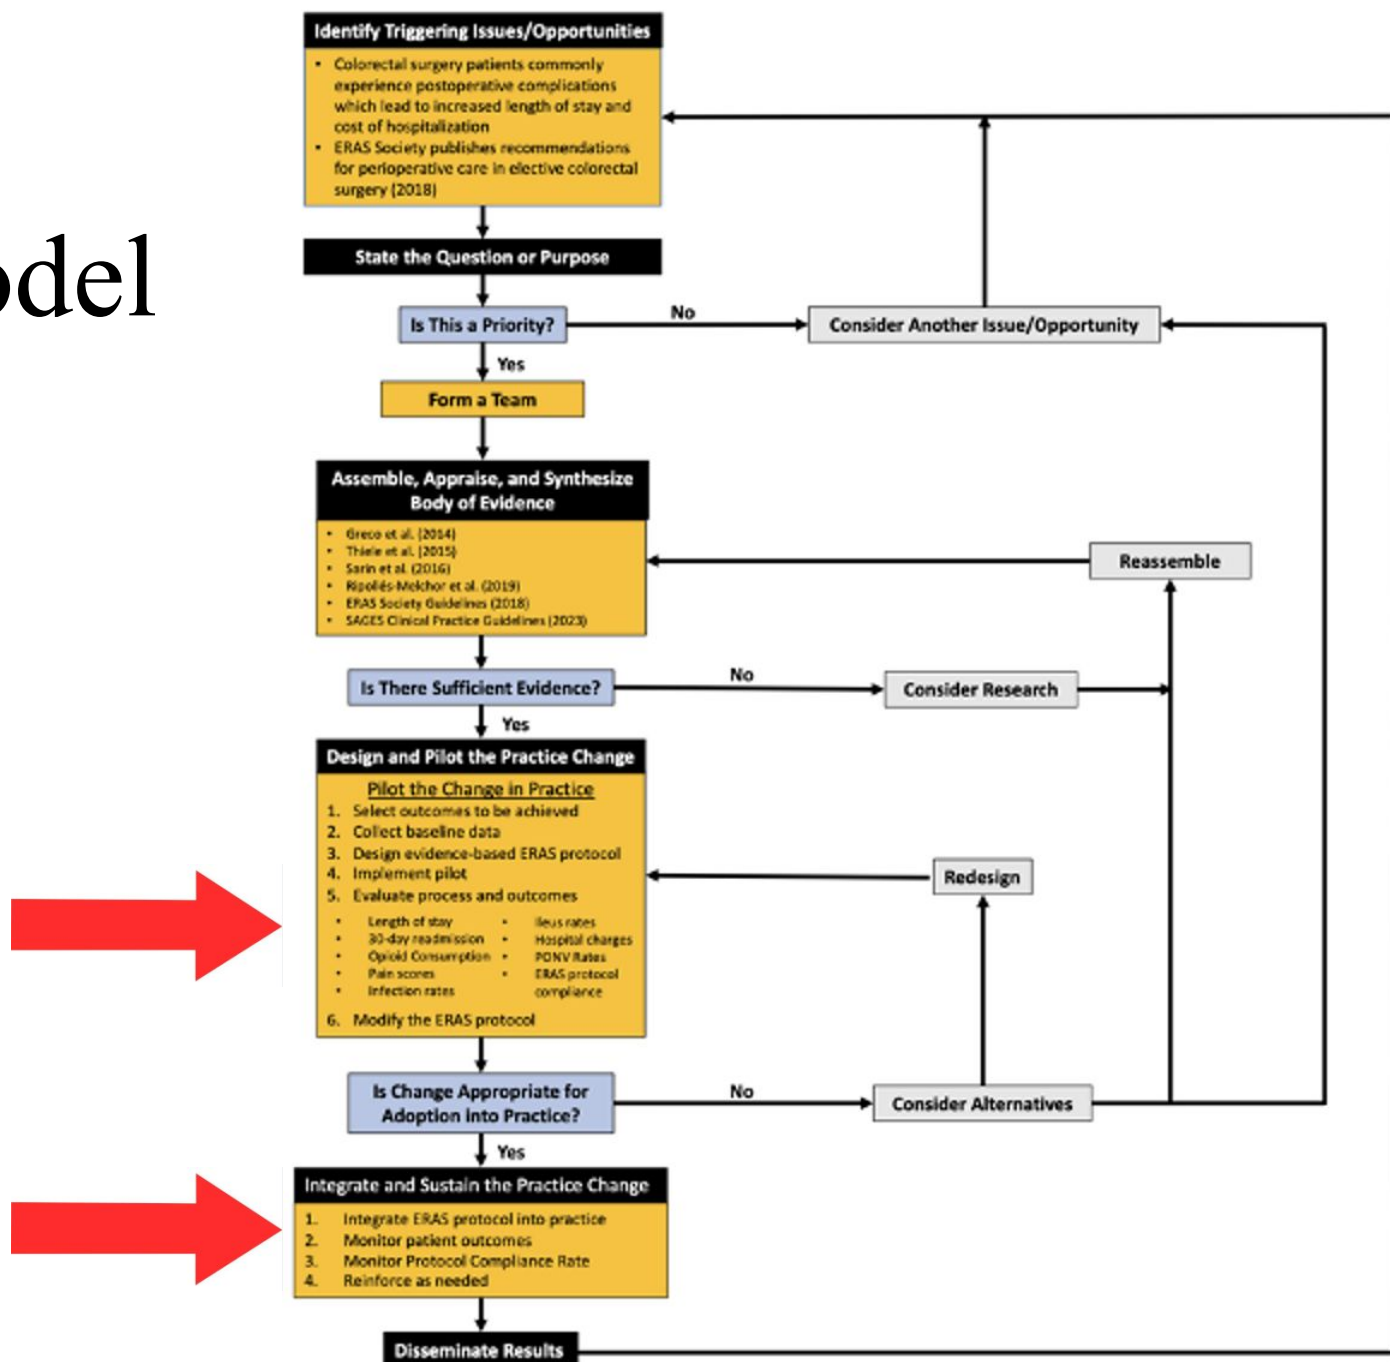 odel
Identify Triggering Issues/Opportunities
• Colorectal surgery patients commonly
experience postoperative complications
which lead to increased length of stay and
cost of hospitalization
• ERAS Society publishes recommendations
for perioperative care in elective colorectal
surgery (2018)
State the Question or Purpose
Is This a Priority?
No
Consider Another Issue/Opportunity
Yes
Form a Team
Assemble, Appraise, and Synthesize
Body of Evidence
• Greco et al. (2014)
• Thiele et al. (2015)
• Sarin et al. (2016)
• Ripollés-Melchor et al. (2019)
• ERAS Society Guidelines (2018)
• SAGES Clinical Practice Guidelines (2023)
Reassemble
Is There Sufficient Evidence?
No
Consider Research
Yes
Design and Pilot the Practice Change
Pilot the Change in Practice
1. Select outcomes to be achieved
2. Collect baseline data
3. Design evidence-based ERAS protocol
4. Implement pilot
5. Evaluate process and outcomes
• Length of stay
• 30-day readmission
• Opioid Consumption
• Pain scores
• Infection rates
• Ileus rates
• Hospital charges
• PONV Rates
• ERAS protocol
compliance
6. Modify the ERAS protocol
Redesign
Is Change Appropriate for
Adoption into Practice?
No
Consider Alternatives
Yes
Integrate and Sustain the Practice Change
1. Integrate ERAS protocol into practice
2. Monitor patient outcomes
3. Monitor Protocol Compliance Rate
4. Reinforce as needed
Disseminate Results